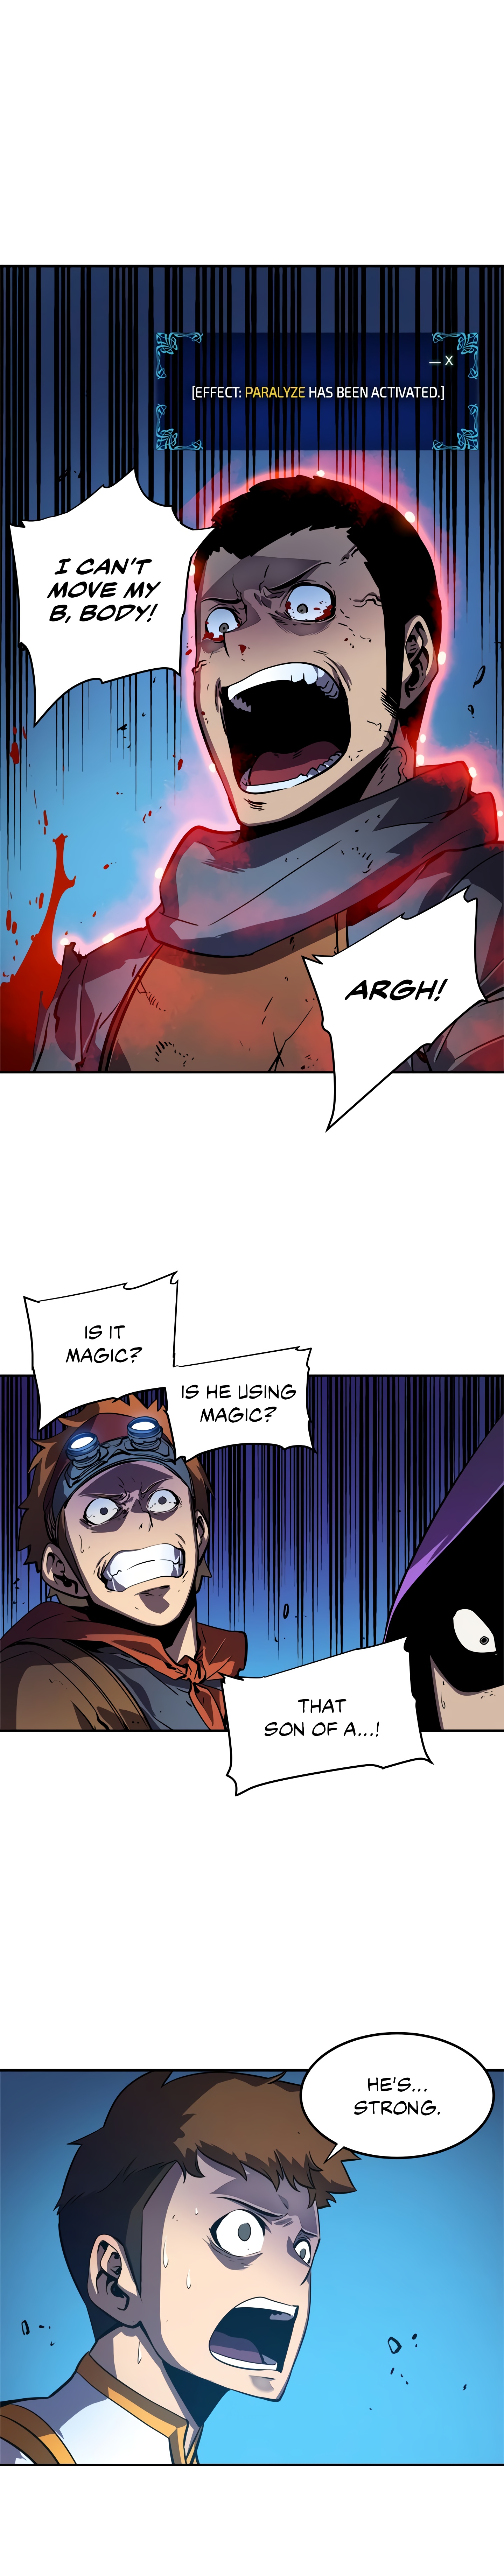 — X
[EFFECT: PARALYZE HAS BEEN ACTIVATED.]
I CAN'T
MOVE MY
B, BODY!
ARGH!
IS IT
MAGIC?
IS HE USING
MAGIC?
THAT
SON OF A...!
HE'S...
STRONG.